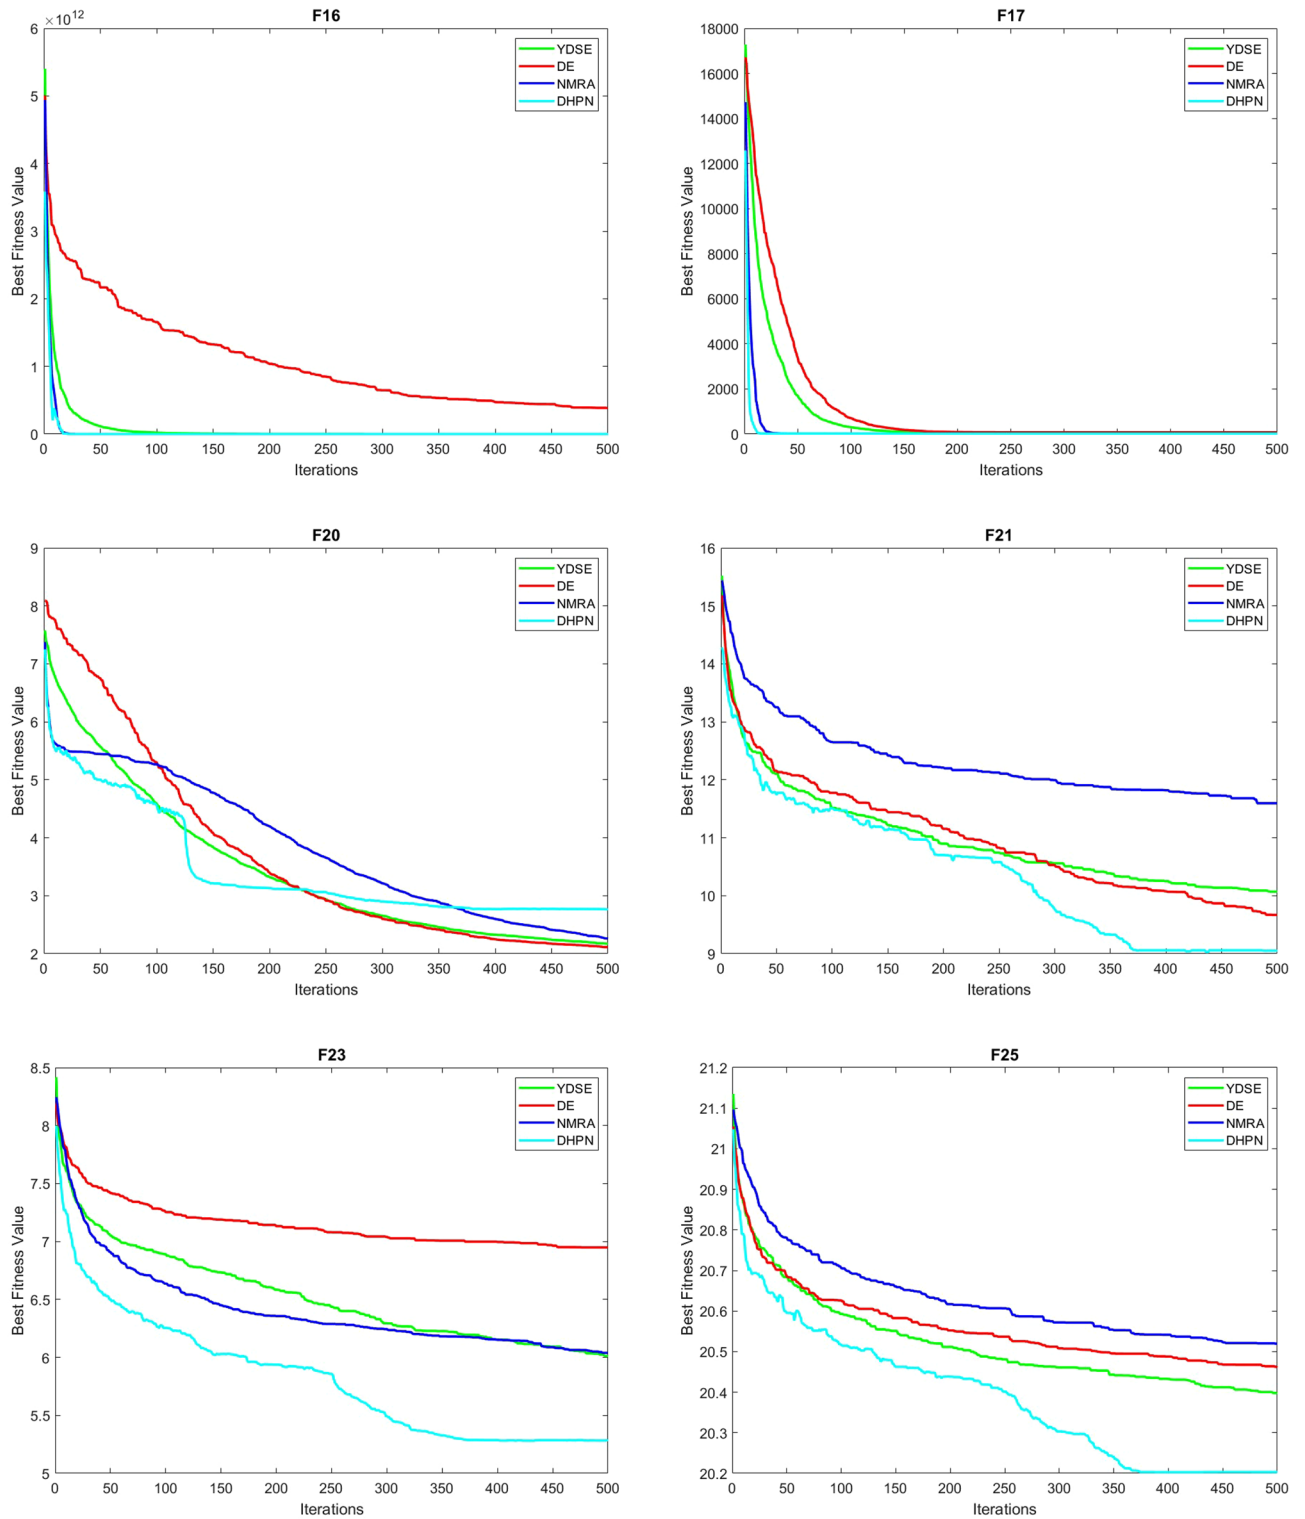 F16
×10^12
6
5
4
3
2
1
0
Best Fitness Value
YDSE
DE
NMRA
DHPN
0 50 100 150 200 250 300 350 400 450 500
Iterations
F17
18000
16000
14000
12000
10000
8000
6000
4000
2000
0
Best Fitness Value
YDSE
DE
NMRA
DHPN
0 50 100 150 200 250 300 350 400 450 500
Iterations
F20
9
8
7
6
5
4
3
2
Best Fitness Value
YDSE
DE
NMRA
DHPN
0 50 100 150 200 250 300 350 400 450 500
Iterations
F21
16
15
14
13
12
11
10
9
Best Fitness Value
YDSE
DE
NMRA
DHPN
0 50 100 150 200 250 300 350 400 450 500
Iterations
F23
8.5
8
7.5
7
6.5
6
5.5
5
Best Fitness Value
YDSE
DE
NMRA
DHPN
0 50 100 150 200 250 300 350 400 450 500
Iterations
F25
21.2
21.1
21
20.9
20.8
20.7
20.6
20.5
20.4
20.3
20.2
Best Fitness Value
YDSE
DE
NMRA
DHPN
0 50 100 150 200 250 300 350 400 450 500
Iterations